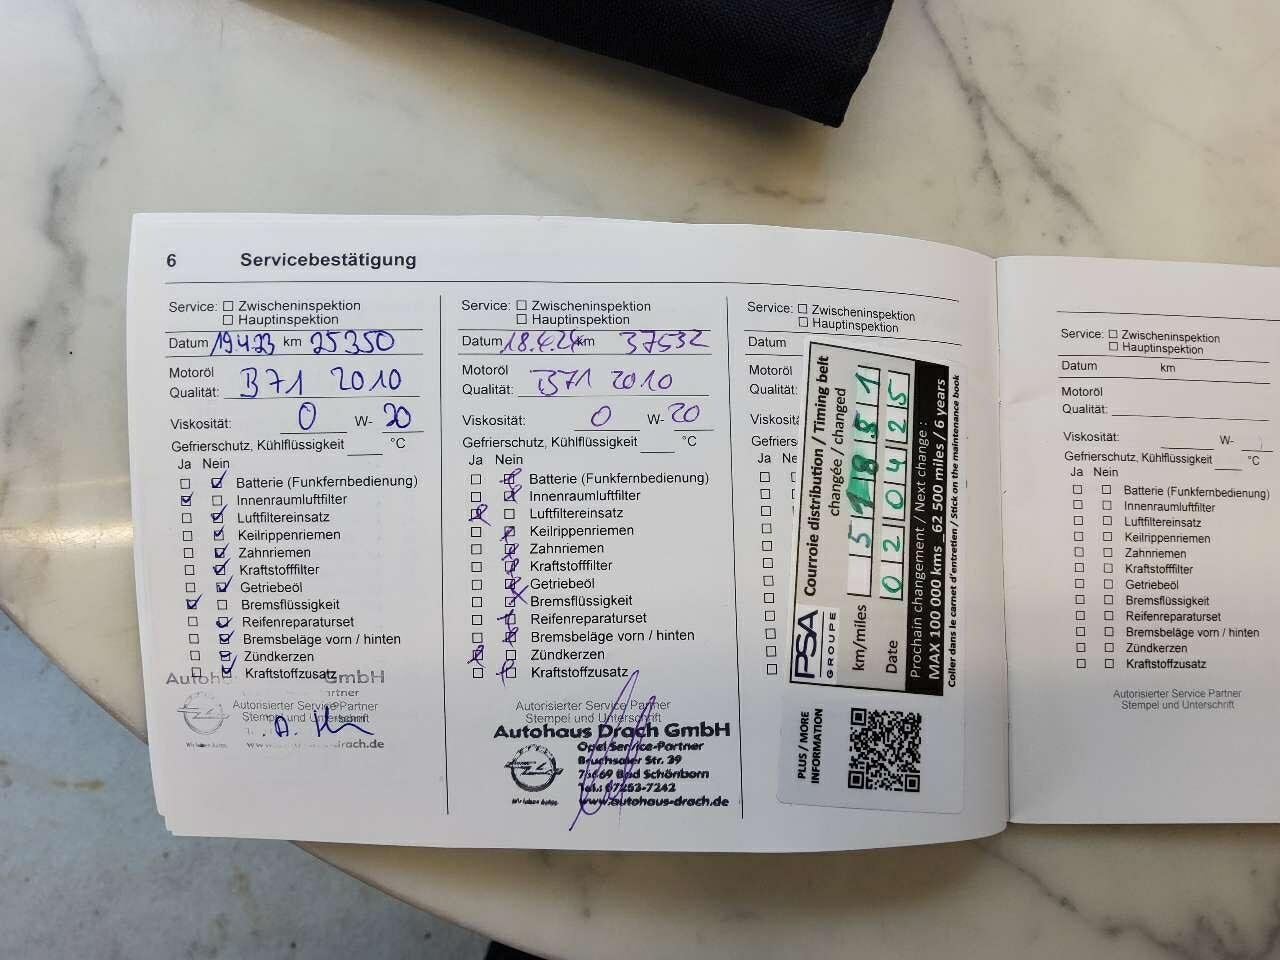 6 Servicebestätigung
Service: Zwischeninspektion
Hauptinspektion
Datum 19.4.23 km 25350
Motoröl
Qualität: B71 2010
Viskosität: 0 W- 20
Gefrierschutz, Kühlflüssigkeit °C
Ja Nein
Batterie (Funkfernbedienung)
Innenraumluftfilter
Luftfiltereinsatz
Keilrippenriemen
Zahnriemen
Kraftstofffilter
Getriebeöl
Bremsflüssigkeit
Reifenreparaturset
Bremsbeläge vorn / hinten
Zündkerzen
Kraftstoffzusatz
GmbH
Autorisierter Service Partner
Stempel und Unterschrift
Service: Zwischeninspektion
Hauptinspektion
Datum 18.4.24 km 37532
Motoröl
Qualität: B71 2010
Viskosität: 0 W- 20
Gefrierschutz, Kühlflüssigkeit °C
Ja Nein
Batterie (Funkfernbedienung)
Innenraumluftfilter
Luftfiltereinsatz
Keilrippenriemen
Zahnriemen
Kraftstofffilter
Getriebeöl
Bremsflüssigkeit
Reifenreparaturset
Bremsbeläge vorn / hinten
Zündkerzen
Kraftstoffzusatz
Autorisierter Service Partner
Stempel und Unterschrift
Autohaus Drach GmbH
Opel Service-Partner
Bruchsaler Str. 39
76669 Bad Schönborn
Tel.: 07253-7242
www.autohaus-drach.de
Service: Zwischeninspektion
Hauptinspektion
Datum
Motoröl
Qualität:
Ja
PSA
GROUPE
Courroie distribution / Timing belt
changée / changed
km/miles
Date 02 04 25
Prochain changement / Next change :
MAX 100 000 kms _62 500 miles / 6 years
Coller dans le carnet d'entretien / Stick on the maintenance book
PLUS / MORE
INFORMATION
Service: Zwischeninspektion
Hauptinspektion
Datum km
Motoröl
Qualität:
Viskosität: W-
Gefrierschutz, Kühlflüssigkeit °C
Ja Nein
Batterie (Funkfernbedienung)
Innenraumluftfilter
Luftfiltereinsatz
Keilrippenriemen
Zahnriemen
Kraftstofffilter
Getriebeöl
Bremsflüssigkeit
Reifenreparaturset
Bremsbeläge vorn / hinten
Zündkerzen
Kraftstoffzusatz
Autorisierter Service Partner
Stempel und Unterschrift